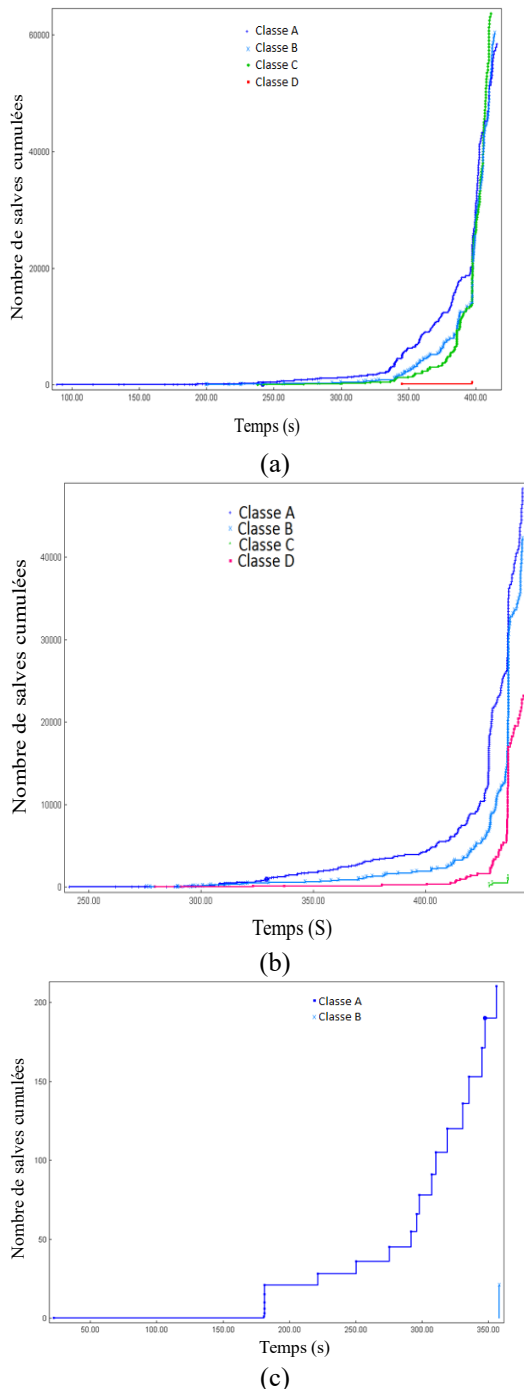 60000
40000
20000
0
Nombre de salves cumulées
Classe A
Classe B
Classe C
Classe D
100.00 150.00 200.00 250.00 300.00 350.00 400.00
Temps (s)
(a)
40000
30000
20000
10000
0
Nombre de salves cumulées
Classe A
Classe B
Classe C
Classe D
250.00 300.00 400.00
Temps (S)
(b)
200
150
100
50
0
Nombre de salves cumulées
Classe A
Classe B
50.00 100.00 150.00 200.00 250.00 300.00 350.00
Temps (s)
(c)